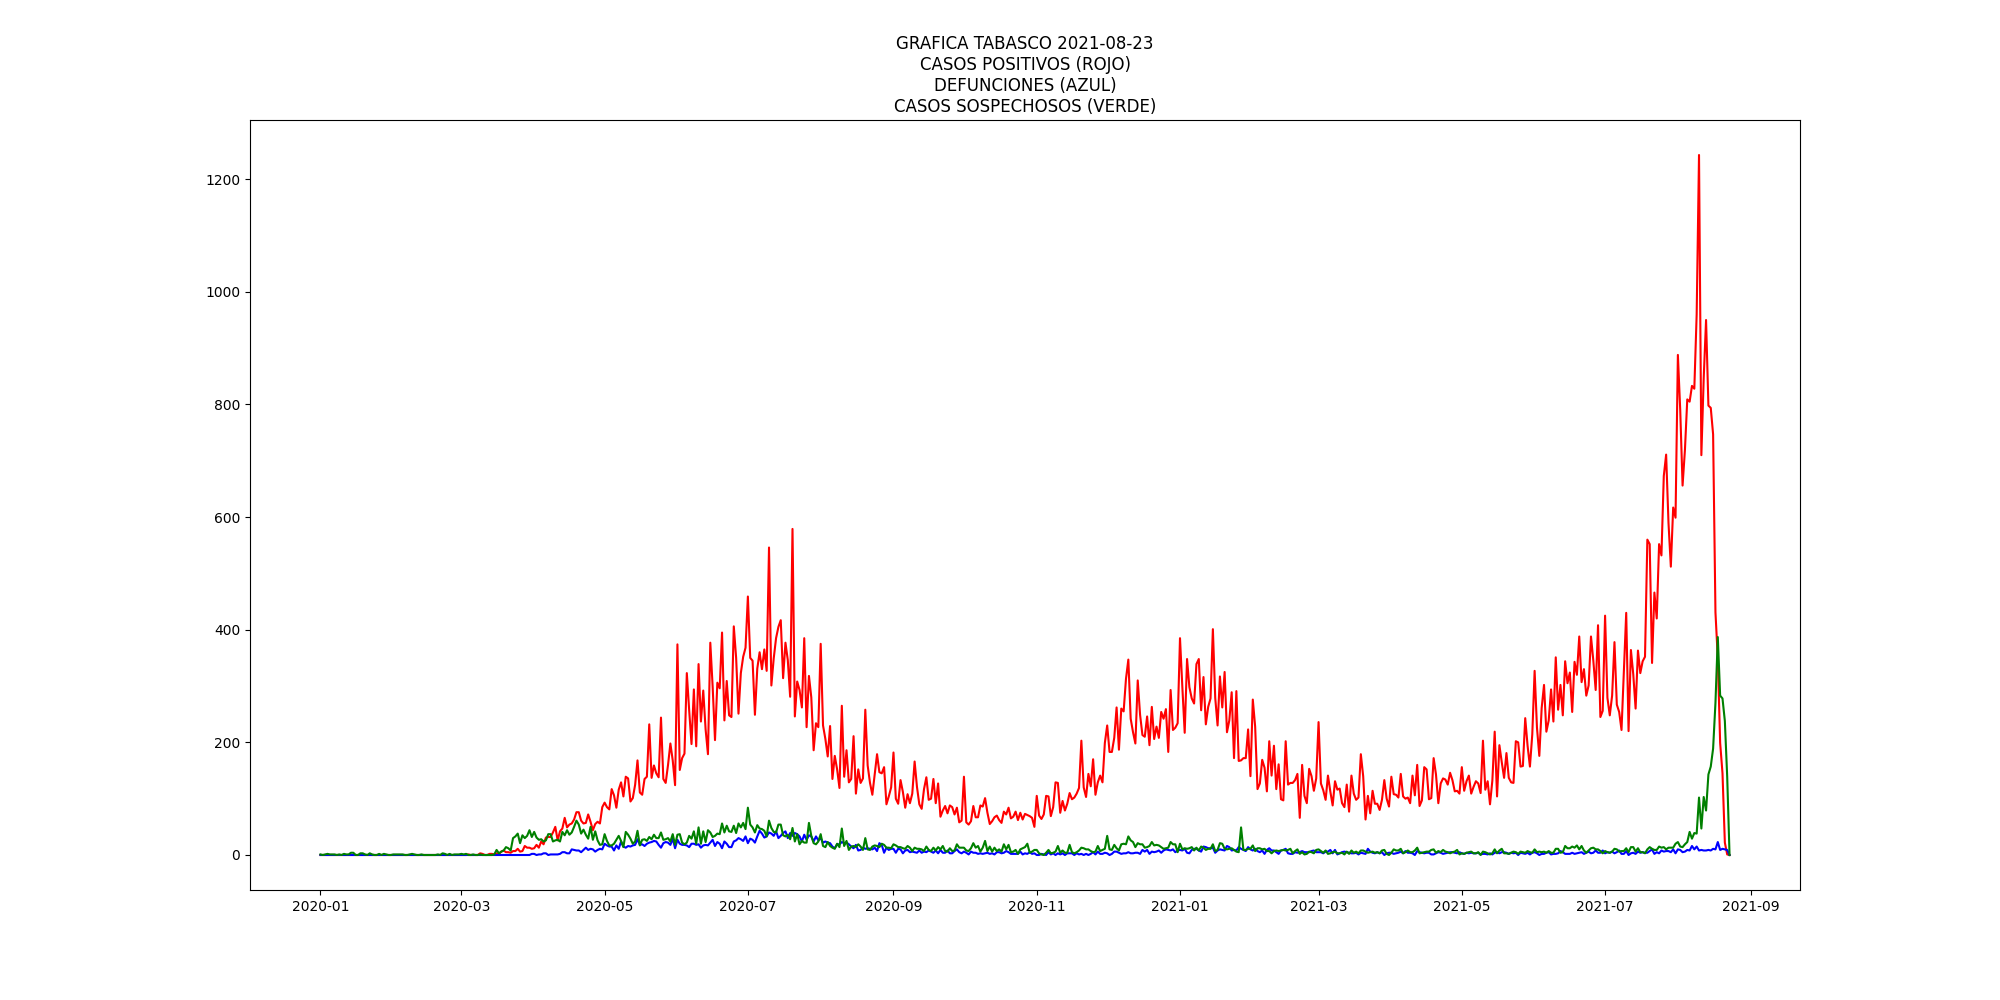 GRAFICA TABASCO 2021-08-23
CASOS POSITIVOS (ROJO)
DEFUNCIONES (AZUL)
CASOS SOSPECHOSOS (VERDE)
1200
1000
800
600
400
200
0
2020-01 2020-03 2020-05 2020-07 2020-09 2020-11 2021-01 2021-03 2021-05 2021-07 2021-09